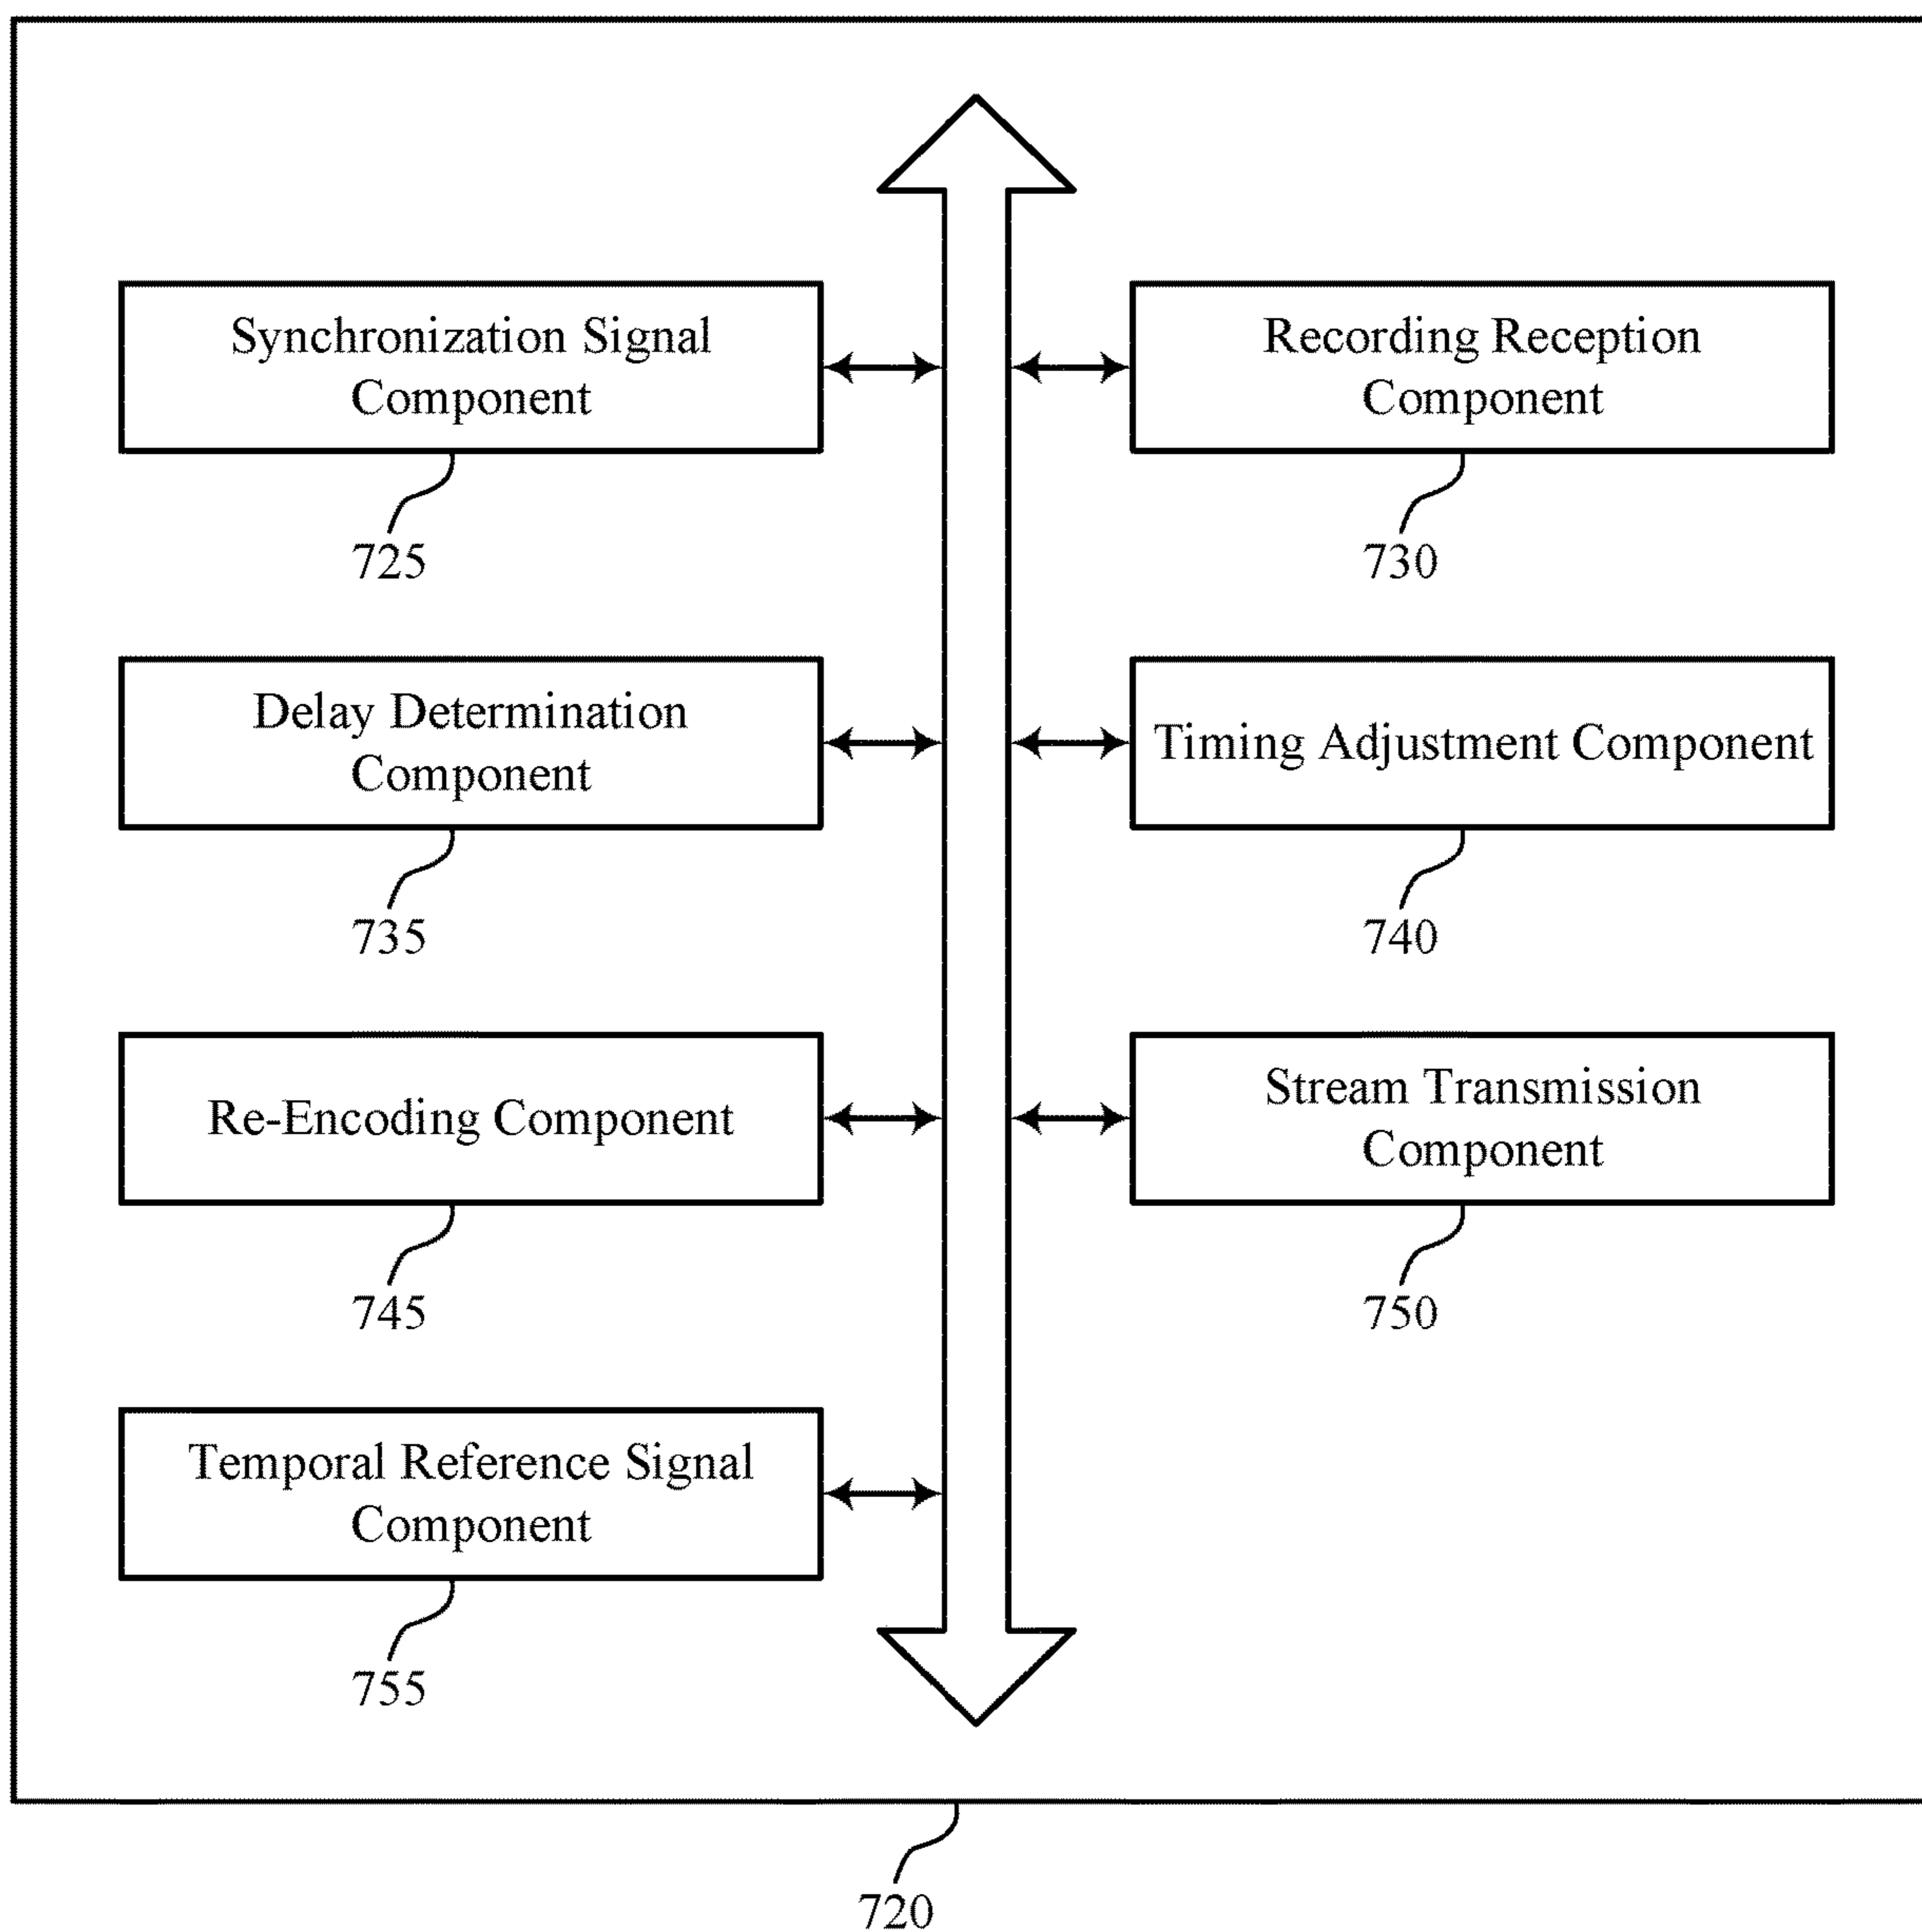 Synchronization Signal
Component
725
Recording Reception
Component
730
Delay Determination
Component
735
Timing Adjustment Component
740
Re-Encoding Component
745
Stream Transmission
Component
750
Temporal Reference Signal
Component
755
720